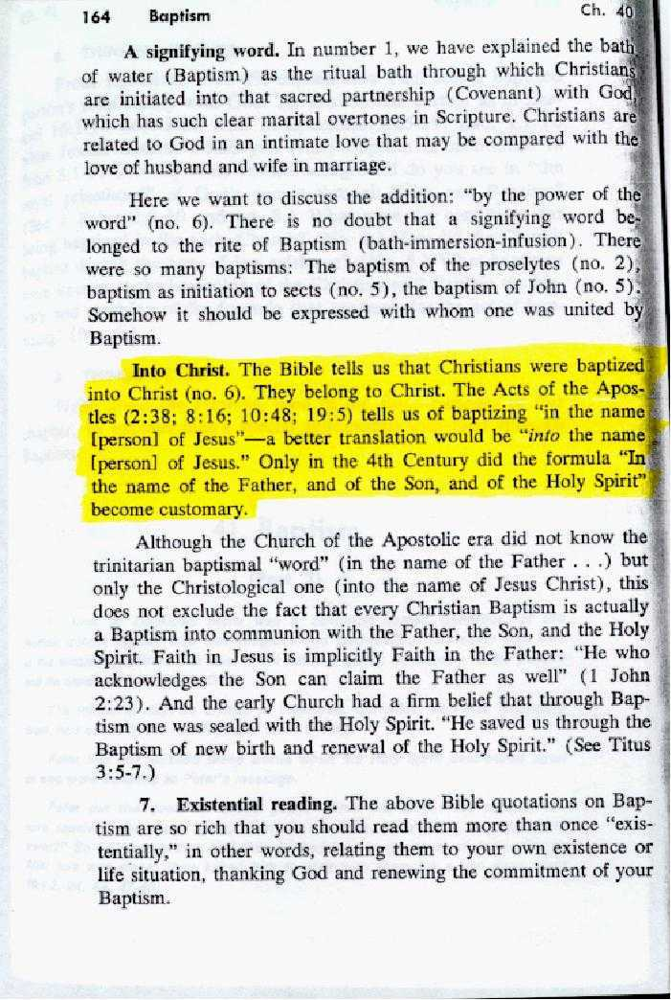 164 Baptism Ch. 40
A signifying word. In number 1, we have explained the bath
of water (Baptism) as the ritual bath through which Christians
are initiated into that sacred partnership (Covenant) with God,
which has such clear marital overtones in Scripture. Christians are
related to God in an intimate love that may be compared with the
love of husband and wife in marriage.
Here we want to discuss the addition: “by the power of the
word” (no. 6). There is no doubt that a signifying word be-
longed to the rite of Baptism (bath-immersion-infusion). There
were so many baptisms: The baptism of the proselytes (no. 2),
baptism as initiation to sects (no. 5), the baptism of John (no. 5).
Somehow it should be expressed with whom one was united by
Baptism.
Into Christ. The Bible tells us that Christians were baptized
into Christ (no. 6). They belong to Christ. The Acts of the Apos-
tles (2:38; 8:16; 10:48; 19:5) tells us of baptizing “in the name
[person] of Jesus”—a better translation would be “into the name
[person] of Jesus.” Only in the 4th Century did the formula “In
the name of the Father, and of the Son, and of the Holy Spirit”
become customary.
Although the Church of the Apostolic era did not know the
trinitarian baptismal “word” (in the name of the Father . . .) but
only the Christological one (into the name of Jesus Christ), this
does not exclude the fact that every Christian Baptism is actually
a Baptism into communion with the Father, the Son, and the Holy
Spirit. Faith in Jesus is implicitly Faith in the Father: “He who
acknowledges the Son can claim the Father as well” (1 John
2:23). And the early Church had a firm belief that through Bap-
tism one was sealed with the Holy Spirit. “He saved us through the
Baptism of new birth and renewal of the Holy Spirit.” (See Titus
3:5-7.)
7. Existential reading. The above Bible quotations on Bap-
tism are so rich that you should read them more than once “exis-
tentially,” in other words, relating them to your own existence or
life situation, thanking God and renewing the commitment of your
Baptism.